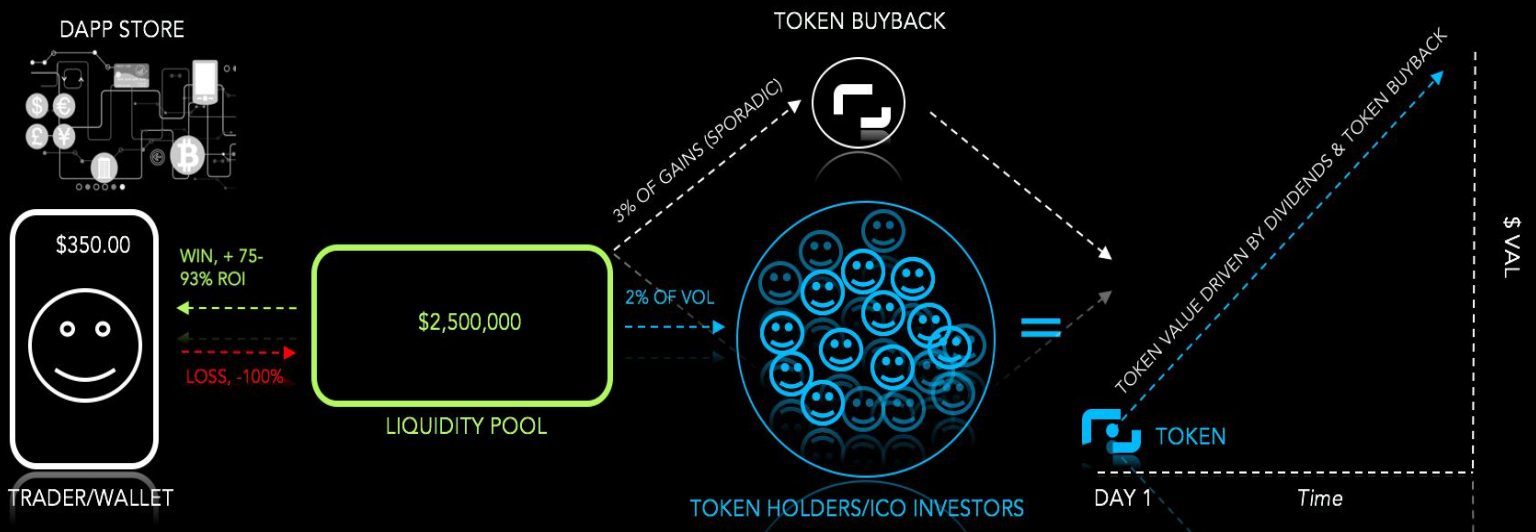 DAPP STORE
$ €
£ ¥
B
$350.00
TRADER/WALLET
WIN, + 75-
93% ROI
LOSS, -100%
$2,500,000
LIQUIDITY POOL
3% OF GAINS (SPORADIC)
2% OF VOL
TOKEN BUYBACK
TOKEN HOLDERS/ICO INVESTORS
=
TOKEN VALUE DRIVEN BY DIVIDENDS & TOKEN BUYBACK
TOKEN
DAY 1
Time
$ VAL